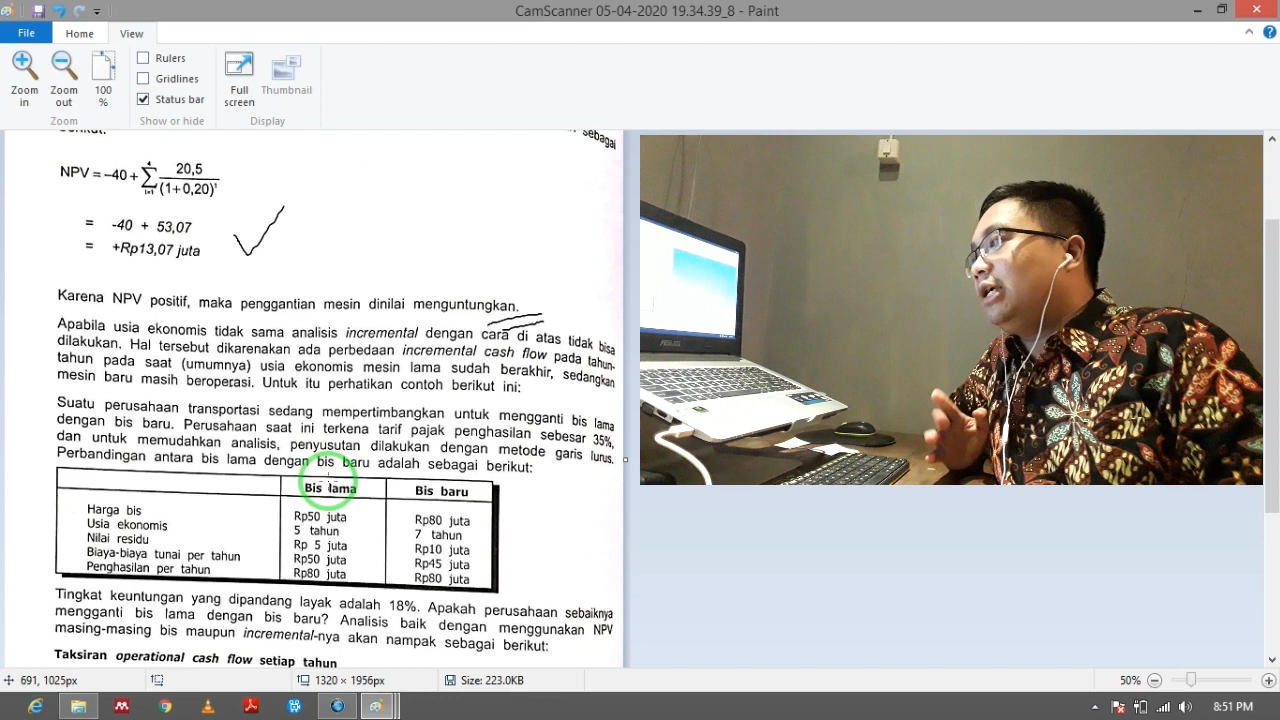 CamScanner 05-04-2020 19.34.39_8 - Paint
File Home View
Zoom in
Zoom out
100 %
Rulers
Gridlines
Status bar
Full screen
Thumbnail
Zoom
Show or hide
Display
sebagai
NPV = –40 + 4 Σ 20,5 / (1+0,20)
= -40 + 53,07
= +Rp13,07 juta
Karena NPV positif, maka penggantian mesin dinilai menguntungkan.
Apabila usia ekonomis tidak sama analisis incremental dengan cara di atas tidak bisa
dilakukan. Hal tersebut dikarenakan ada perbedaan incremental cash flow pada tahun-
tahun pada saat (umumnya) usia ekonomis mesin lama sudah berakhir, sedangkan
mesin baru masih beroperasi. Untuk itu perhatikan contoh berikut ini:
Suatu perusahaan transportasi sedang mempertimbangkan untuk mengganti bis lama
dengan bis baru. Perusahaan saat ini terkena tarif pajak penghasilan sebesar 35%,
dan untuk memudahkan analisis, penyusutan dilakukan dengan metode garis lurus.
Perbandingan antara bis lama dengan bis baru adalah sebagai berikut:
Bis lama Bis baru
Harga bis Rp50 juta Rp80 juta
Usia ekonomis 5 tahun 7 tahun
Nilai residu Rp 5 juta Rp10 juta
Biaya-biaya tunai per tahun Rp50 juta Rp45 juta
Penghasilan per tahun Rp80 juta Rp80 juta
Tingkat keuntungan yang dipandang layak adalah 18%. Apakah perusahaan sebaiknya
mengganti bis lama dengan bis baru? Analisis baik dengan menggunakan NPV
masing-masing bis maupun incremental-nya akan nampak sebagai berikut:
Taksiran operational cash flow setiap tahun
ASUS
691, 1025px
1320 × 1956px
Size: 223.0KB
50%
8:51 PM